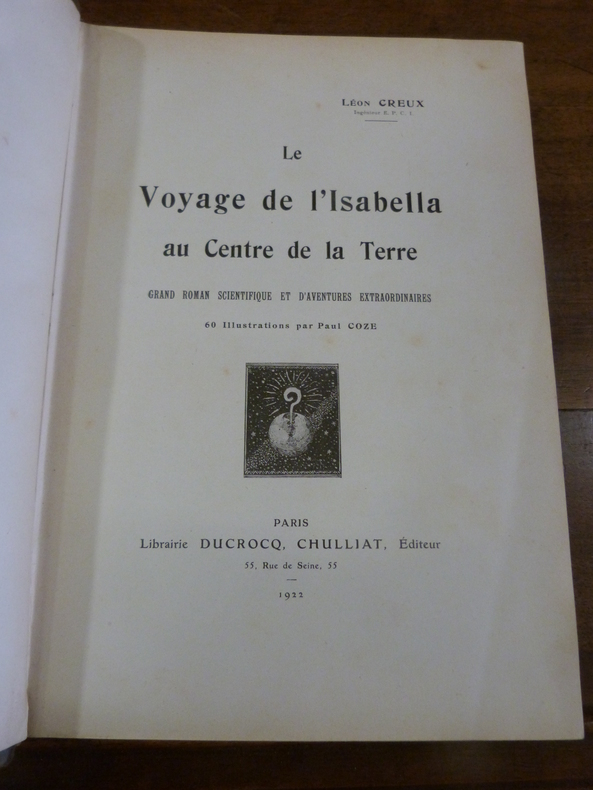 LÉON CREUX
Ingénieur E. P. C. I.
Le
Voyage de l'Isabella
au Centre de la Terre
GRAND ROMAN SCIENTIFIQUE ET D'AVENTURES EXTRAORDINAIRES
60 Illustrations par Paul COZE
?
PARIS
Librairie DUCROCQ, CHULLIAT, Éditeur
55, Rue de Seine, 55
1922